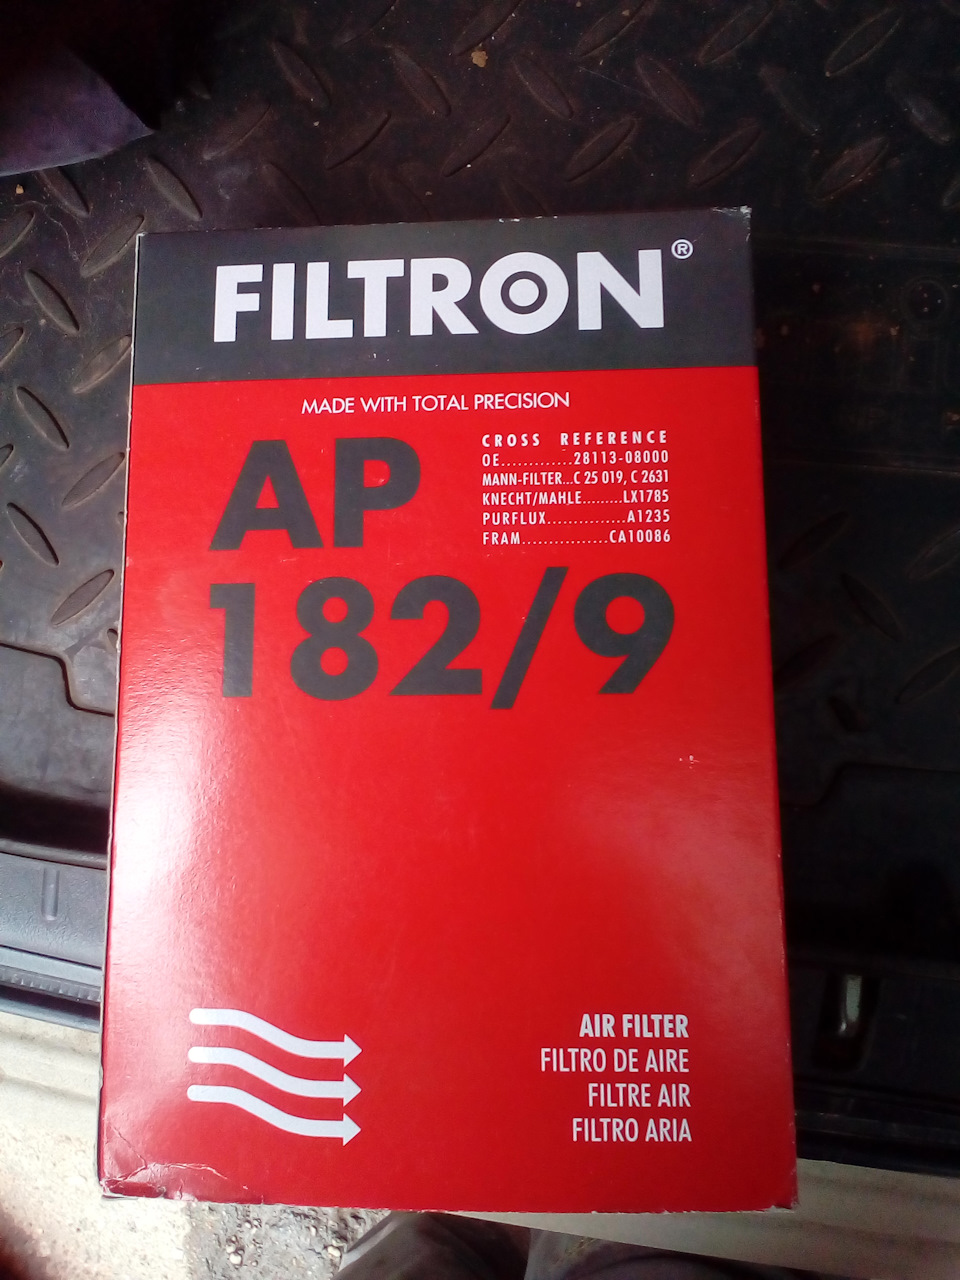 FILTRON®
MADE WITH TOTAL PRECISION
AP
182/9
CROSS REFERENCE
OE.............28113-08000
MANN-FILTER...C 25 019, C 2631
KNECHT/MAHLE.........LX1785
PURFLUX...............A1235
FRAM................CA10086
AIR FILTER
FILTRO DE AIRE
FILTRE AIR
FILTRO ARIA